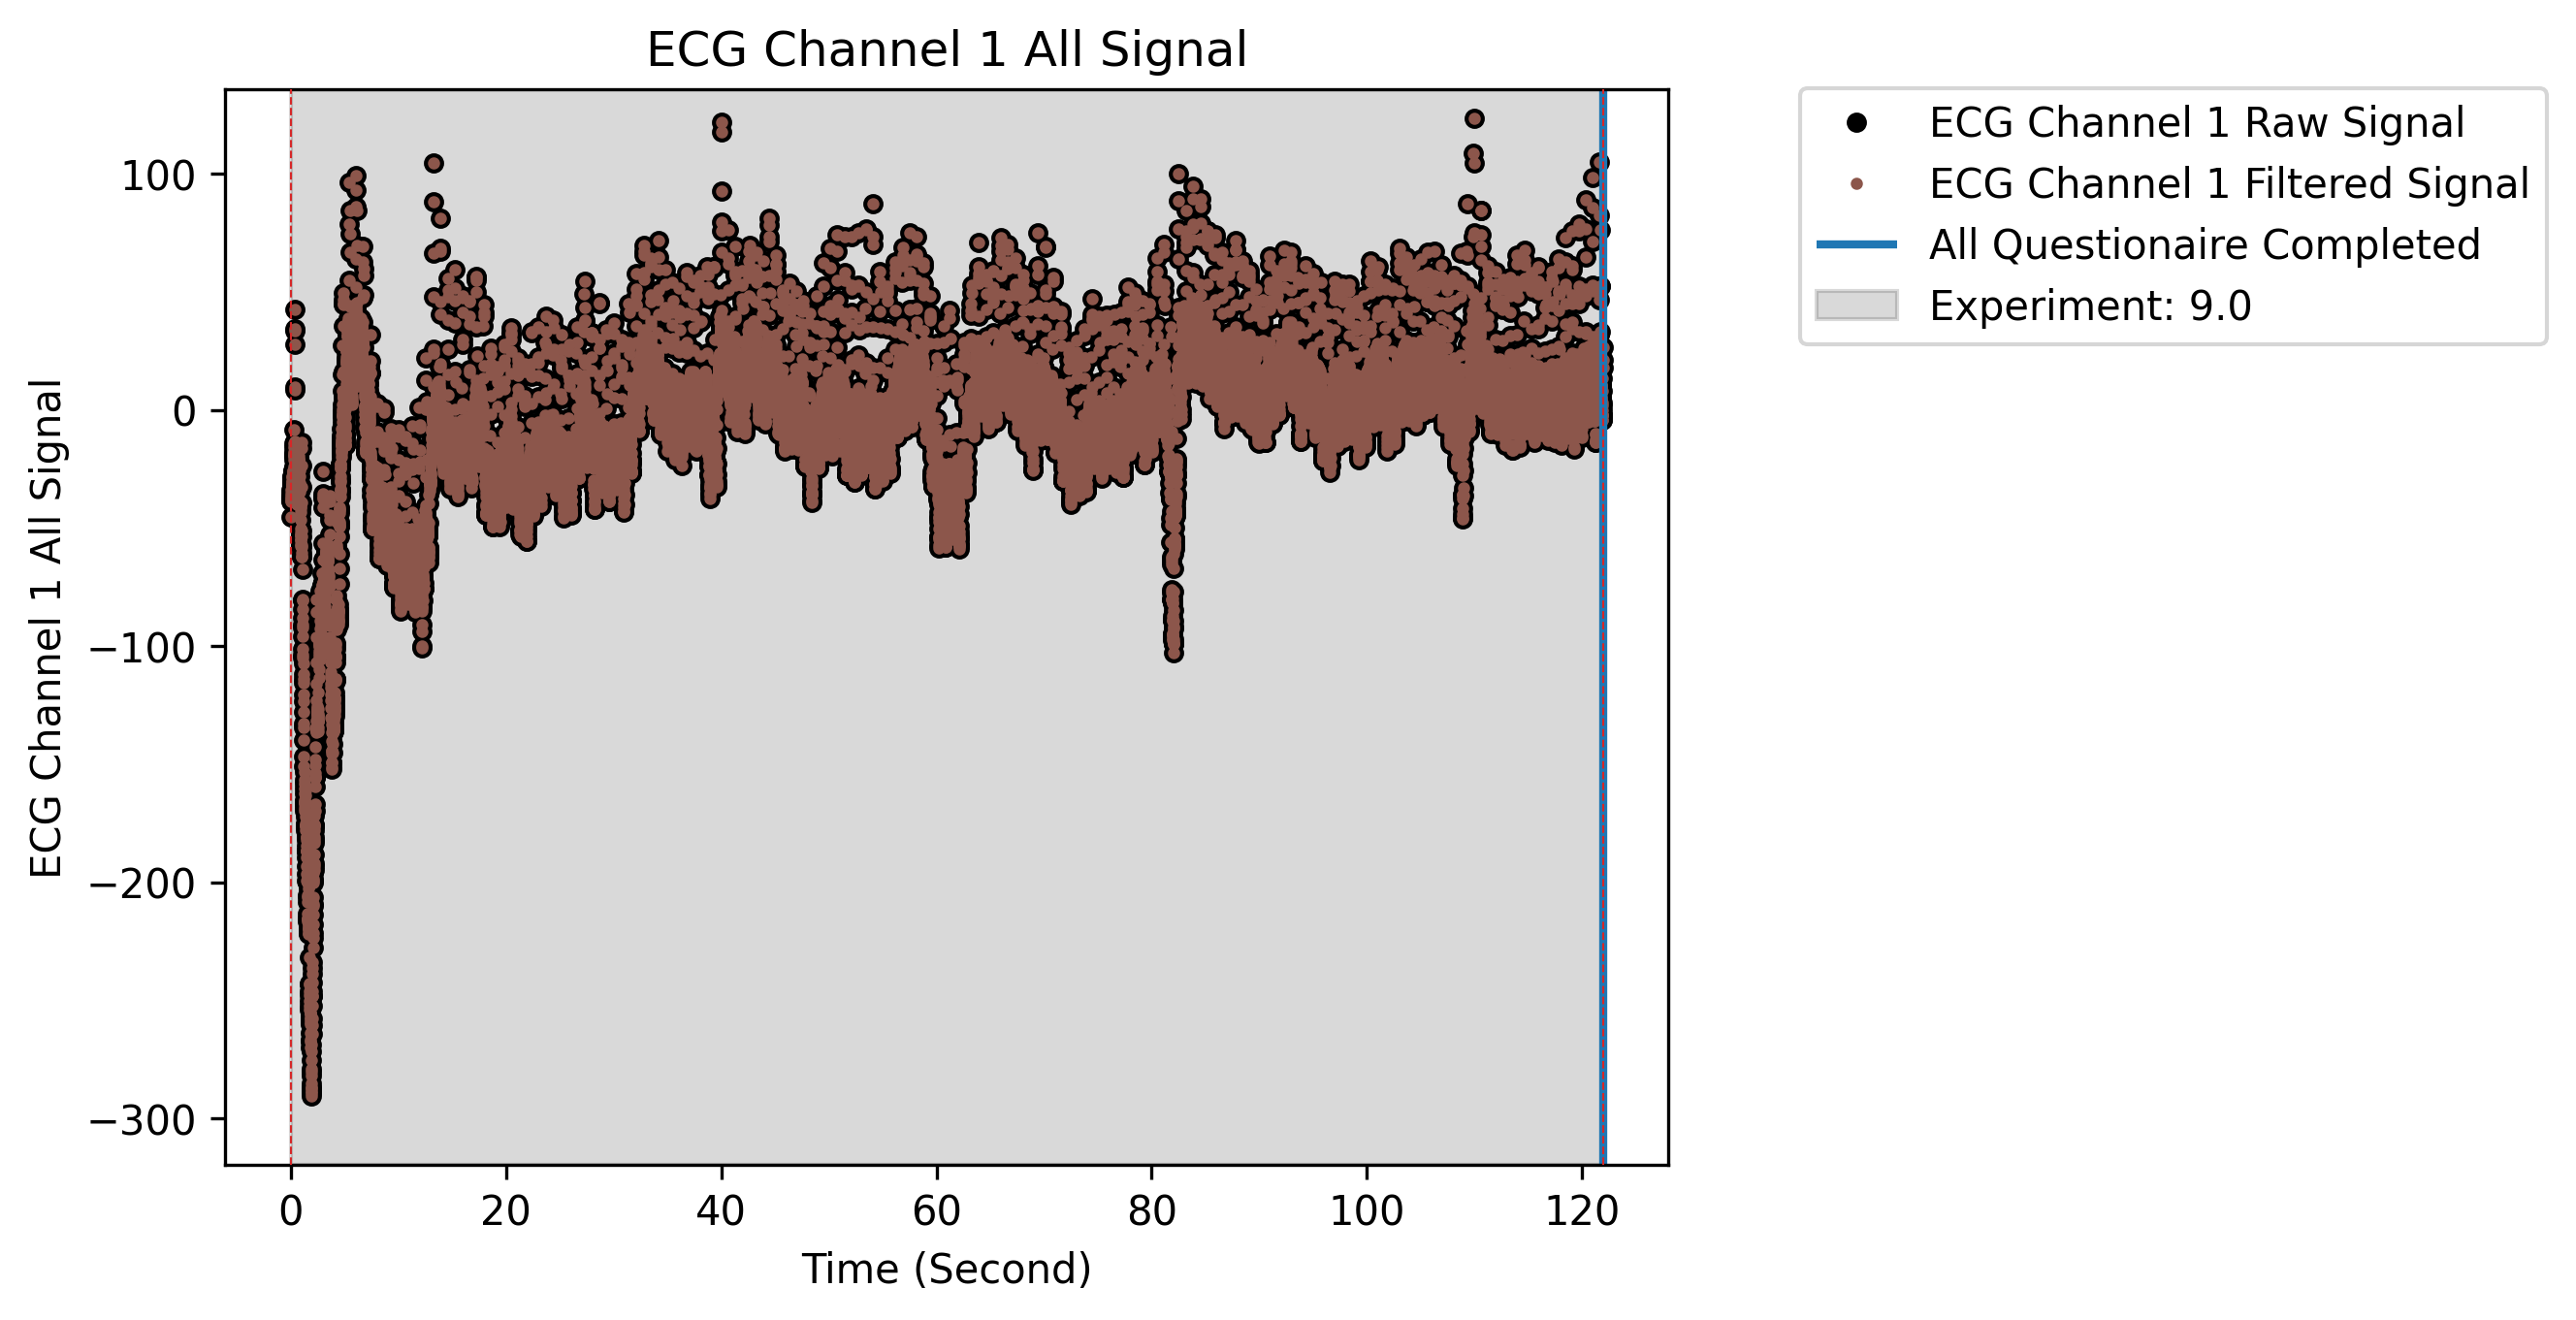 ECG Channel 1 All Signal
ECG Channel 1 All Signal
100
0
−100
−200
−300
0 20 40 60 80 100 120
Time (Second)
ECG Channel 1 Raw Signal
ECG Channel 1 Filtered Signal
All Questionaire Completed
Experiment: 9.0